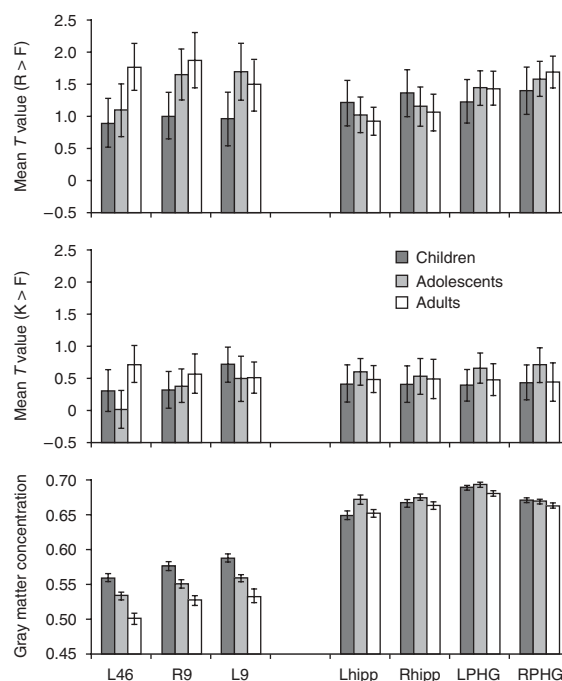 Mean T value (R > F)
2.5
2.0
1.5
1.0
0.5
0
−0.5
Mean T value (K > F)
2.5
2.0
1.5
1.0
0.5
0
−0.5
Children
Adolescents
Adults
Gray matter concentration
0.70
0.65
0.60
0.55
0.50
0.45
L46 R9 L9 Lhipp Rhipp LPHG RPHG